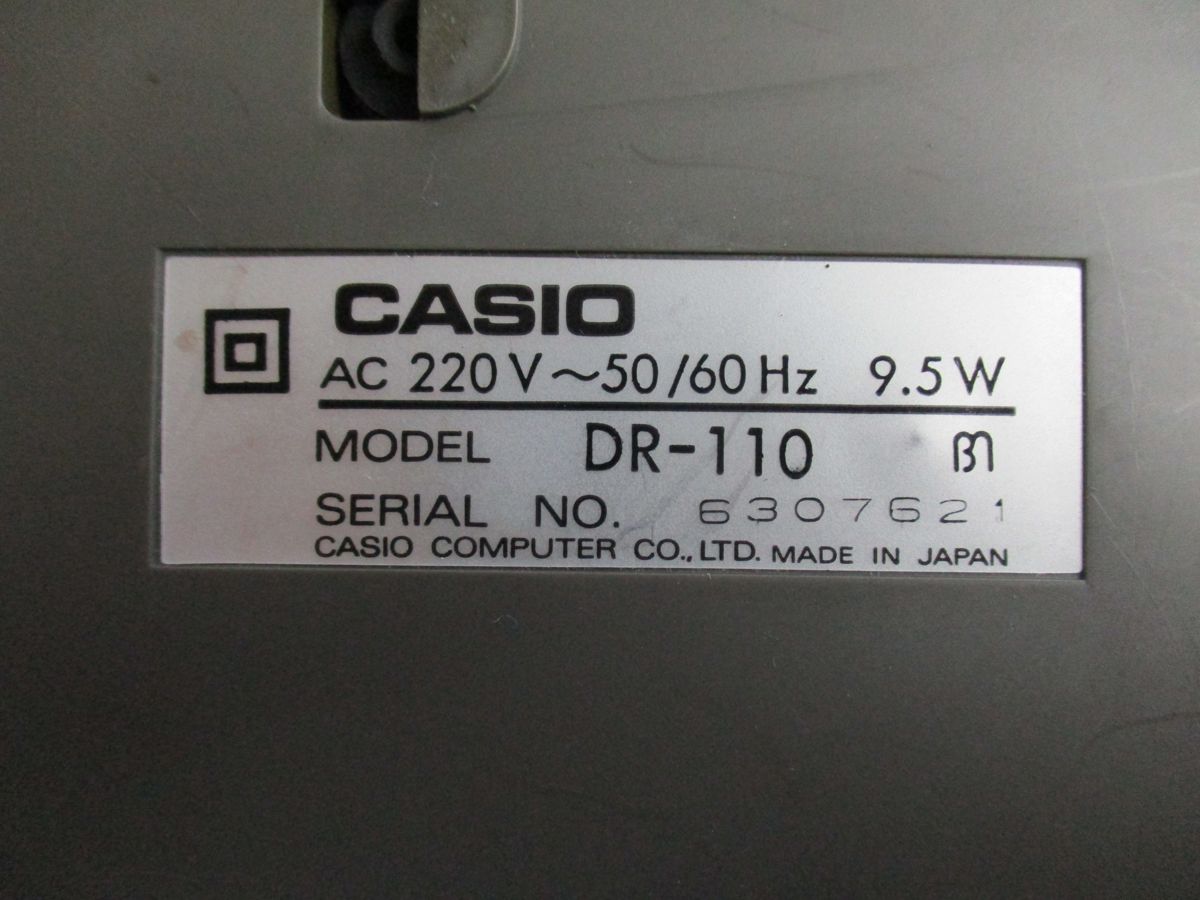 CASIO
AC 220V ~50/60Hz 9.5W
MODEL DR-110
SERIAL NO. 6307621
CASIO COMPUTER CO., LTD. MADE IN JAPAN